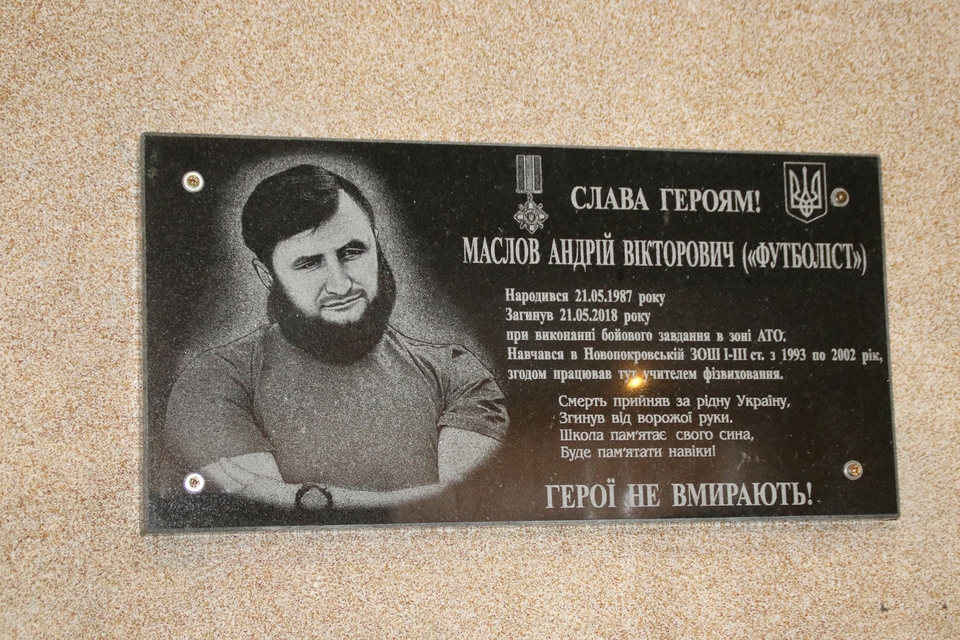 СЛАВА ГЕРОЯМ!
МАСЛОВ АНДРІЙ ВІКТОРОВИЧ («ФУТБОЛІСТ»)
Народився 21.05.1987 року
Загинув 21.05.2018 року
при виконанні бойового завдання в зоні АТО.
Навчався в Новопокровській ЗОШ І-ІІІ ст. з 1993 по 2002 рік,
згодом працював тут учителем фізвиховання.
Смерть прийняв за рідну Україну,
Згинув від ворожої руки.
Школа пам'ятає свого сина,
Буде пам'ятати навіки!
ГЕРОЇ НЕ ВМИРАЮТЬ!